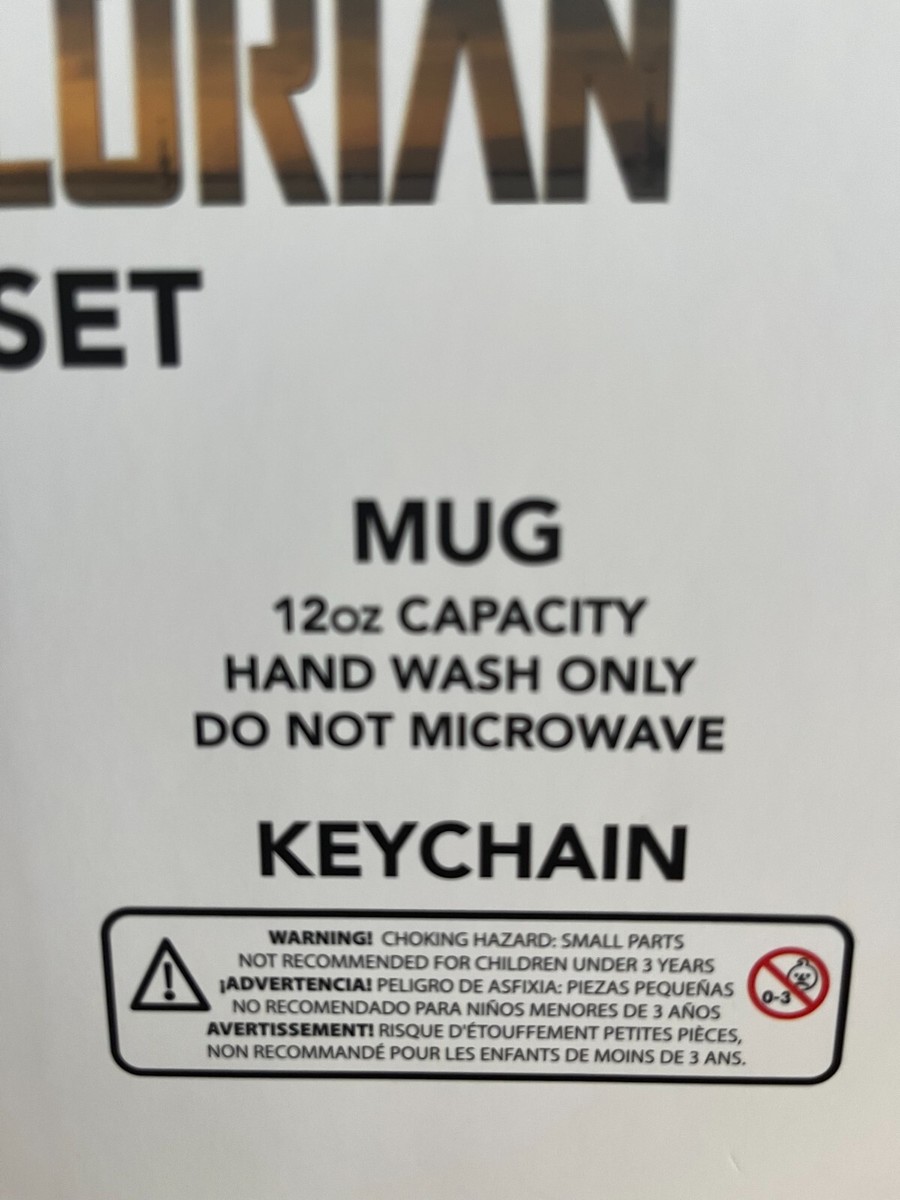 LORIAN
SET
MUG
12oz CAPACITY
HAND WASH ONLY
DO NOT MICROWAVE
KEYCHAIN
WARNING! CHOKING HAZARD: SMALL PARTS
NOT RECOMMENDED FOR CHILDREN UNDER 3 YEARS
¡ADVERTENCIA! PELIGRO DE ASFIXIA: PIEZAS PEQUEÑAS
NO RECOMENDADO PARA NIÑOS MENORES DE 3 AÑOS
AVERTISSEMENT! RISQUE D'ÉTOUFFEMENT PETITES PIÈCES,
NON RECOMMANDÉ POUR LES ENFANTS DE MOINS DE 3 ANS.
0-3